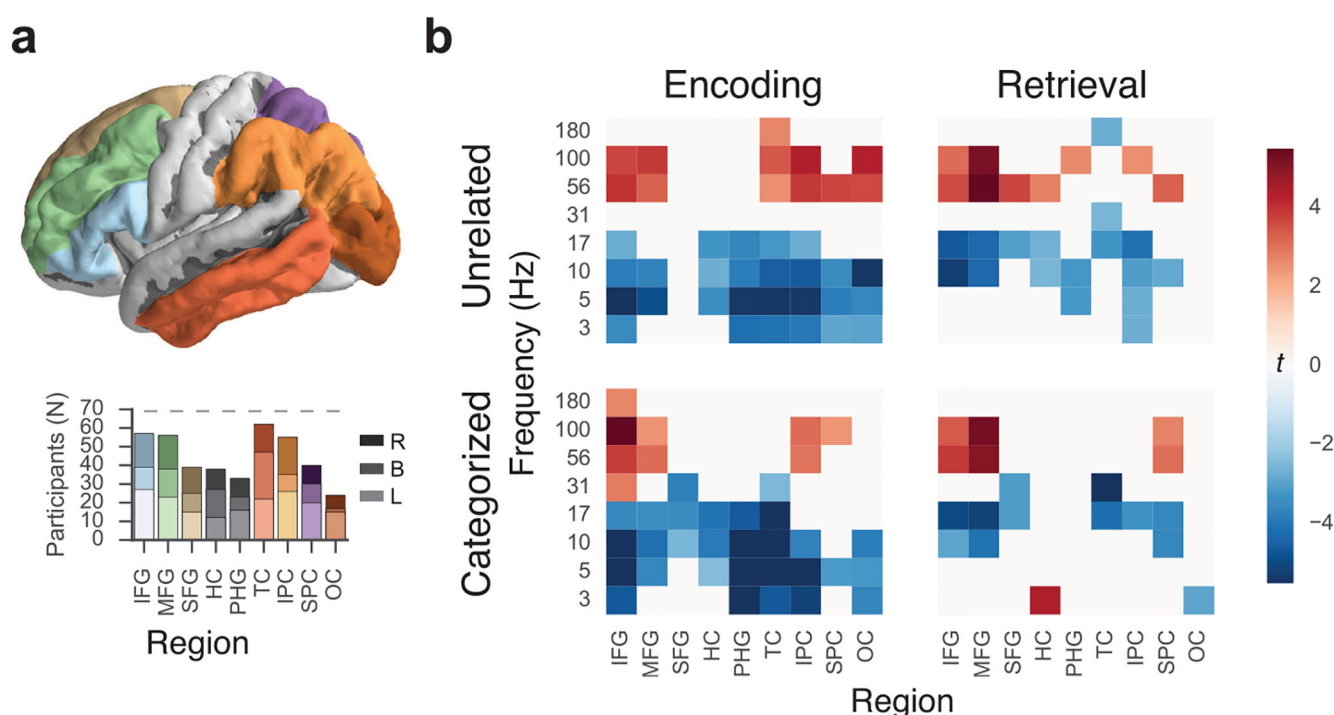 a
b
Encoding
Retrieval
Unrelated
Categorized
Frequency (Hz)
180
100
56
31
17
10
5
3
180
100
56
31
17
10
5
3
4
2
t
0
−2
−4
Participants (N)
70
60
50
40
30
20
10
0
R
B
L
IFG
MFG
SFG
HC
PHG
TC
IPC
SPC
OC
Region
IFG
MFG
SFG
HC
PHG
TC
IPC
SPC
OC
IFG
MFG
SFG
HC
PHG
TC
IPC
SPC
OC
Region